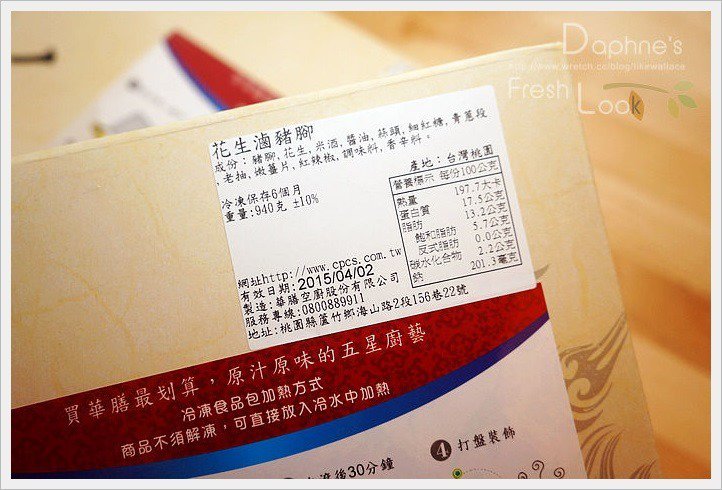 Daphne's
http://www.wretch.cc/blog/likewallace
Fresh Look
花生滷豬腳
成份：豬腳,花生,米酒,醬油,蒜頭,細紅糖,青蔥段
,老抽,嫩薑片,紅辣椒,調味料,香辛料。
產地：台灣桃園
冷凍保存6個月
重量:940克 ±10%
營養標示 每份100公克
熱量 197.7大卡
蛋白質 17.5公克
脂肪 13.2公克
飽和脂肪 5.7公克
反式脂肪 0.0公克
碳水化合物 2.2公克
鈉 201.3毫克
網址http://www.cpcs.com.tw
有效日期:2015/04/02
製造:華膳空廚股份有限公司
服務專線:0800889911
地址:桃園縣蘆竹鄉海山路2段156巷22號
買華膳最划算，原汁原味的五星廚藝
冷凍食品包加熱方式
商品不須解凍，可直接放入冷水中加熱
後30分鐘
4 打盤裝飾